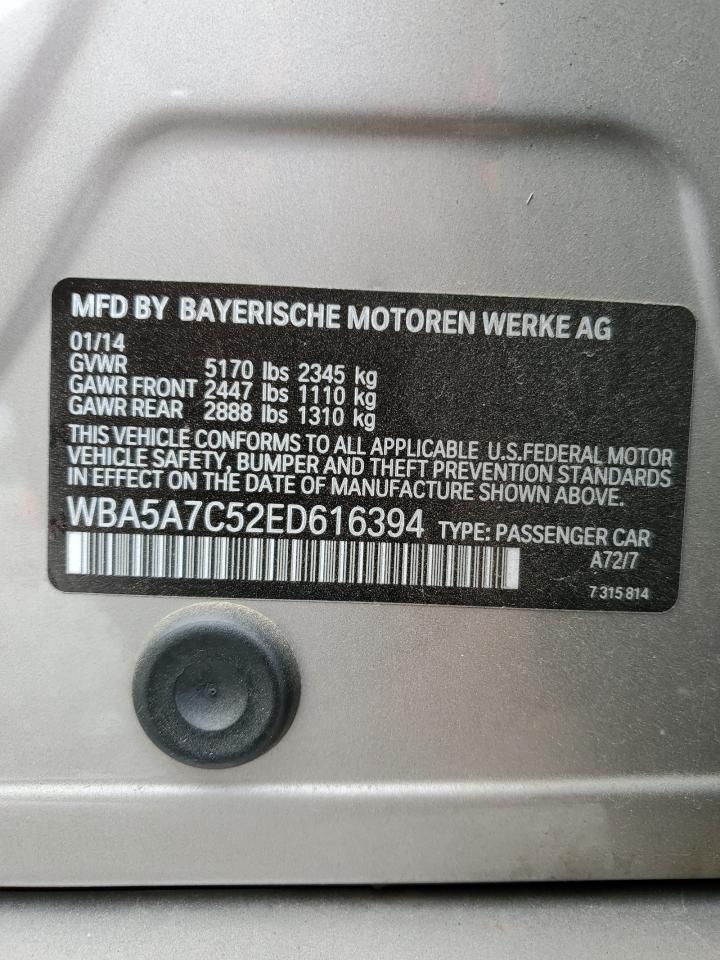 MFD BY BAYERISCHE MOTOREN WERKE AG
01/14
GVWR 5170 lbs 2345 kg
GAWR FRONT 2447 lbs 1110 kg
GAWR REAR 2888 lbs 1310 kg
THIS VEHICLE CONFORMS TO ALL APPLICABLE U.S.FEDERAL MOTOR
VEHICLE SAFETY, BUMPER AND THEFT PREVENTION STANDARDS
IN EFFECT ON THE DATE OF MANUFACTURE SHOWN ABOVE.
WBA5A7C52ED616394 TYPE: PASSENGER CAR
A72/7
7 315 814